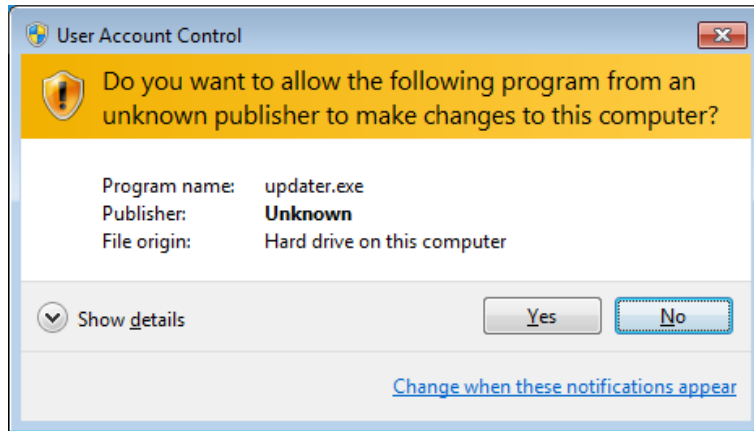 User Account Control
Do you want to allow the following program from an
unknown publisher to make changes to this computer?
Program name: updater.exe
Publisher: Unknown
File origin: Hard drive on this computer
Show details Yes No
Change when these notifications appear